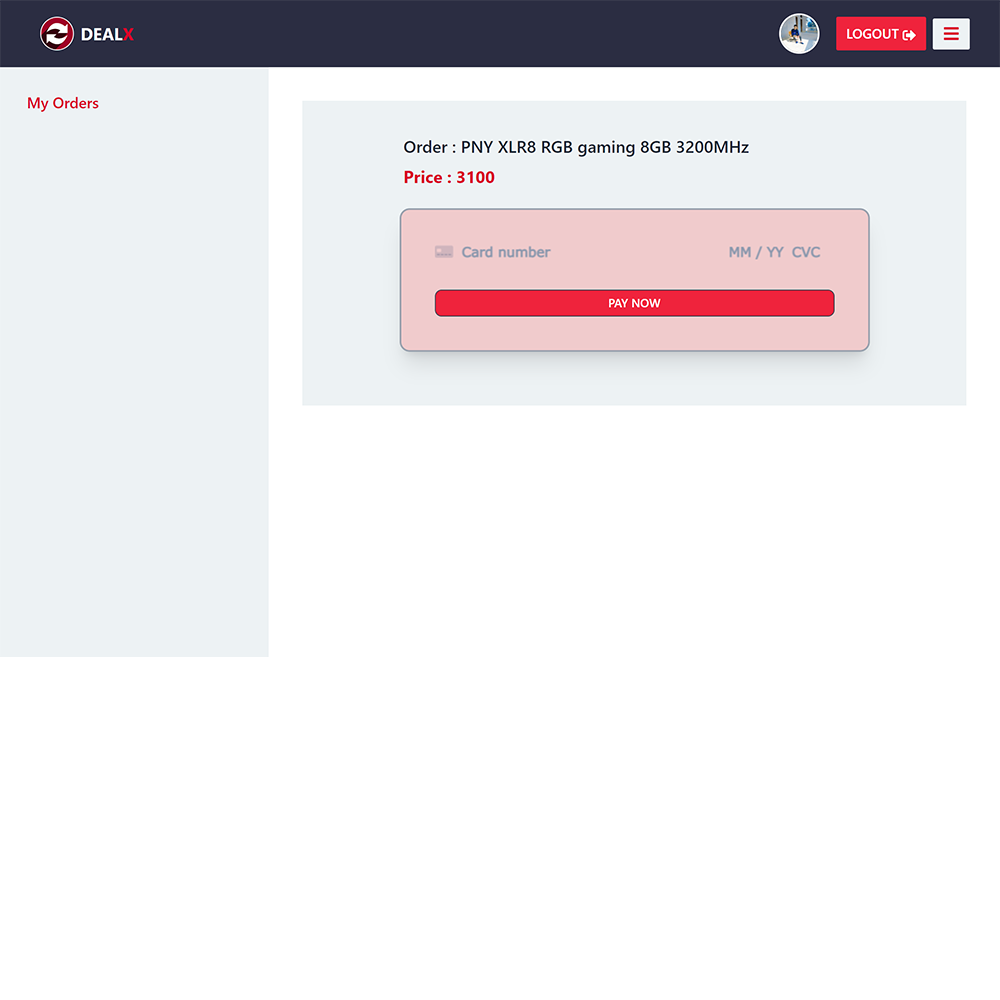 DEALX
LOGOUT
My Orders
Order : PNY XLR8 RGB gaming 8GB 3200MHz
Price : 3100
Card number MM / YY CVC
PAY NOW